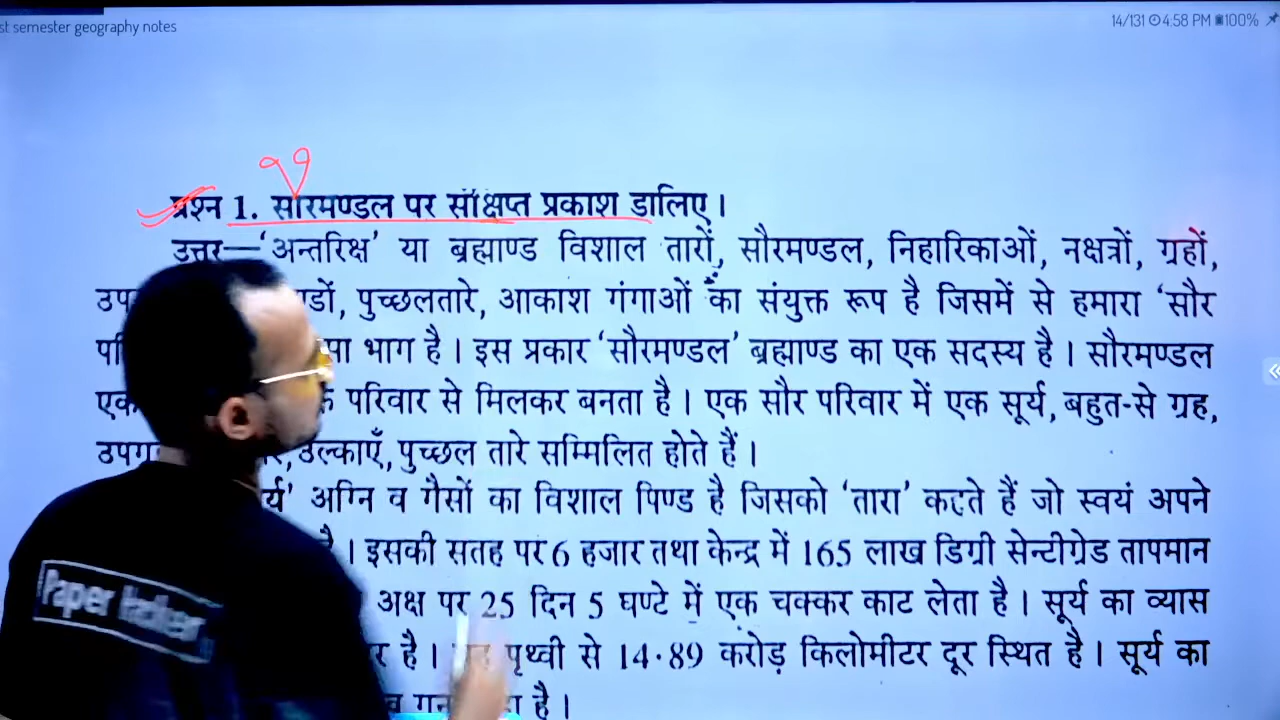 st semester geography notes
14/131 4:58 PM 100%
प्रश्न 1. सौरमण्डल पर संक्षिप्त प्रकाश डालिए।
उत्तर—‘अन्तरिक्ष’ या ब्रह्माण्ड विशाल तारों, सौरमण्डल, निहारिकाओं, नक्षत्रों, ग्रहों,
पुच्छलतारे, आकाश गंगाओं का संयुक्त रूप है जिसमें से हमारा ‘सौर
भाग है। इस प्रकार ‘सौरमण्डल’ ब्रह्माण्ड का एक सदस्य है। सौरमण्डल
एक परिवार से मिलकर बनता है। एक सौर परिवार में एक सूर्य, बहुत-से ग्रह,
उल्काएँ, पुच्छल तारे सम्मिलित होते हैं।
अग्नि व गैसों का विशाल पिण्ड है जिसको ‘तारा’ कहते हैं जो स्वयं अपने
है। इसकी सतह पर 6 हजार तथा केन्द्र में 165 लाख डिग्री सेन्टीग्रेड तापमान
अक्ष पर 25 दिन 5 घण्टे में एक चक्कर काट लेता है। सूर्य का व्यास
है। पृथ्वी से 14·89 करोड़ किलोमीटर दूर स्थित है। सूर्य का
है।
Paper Hacker